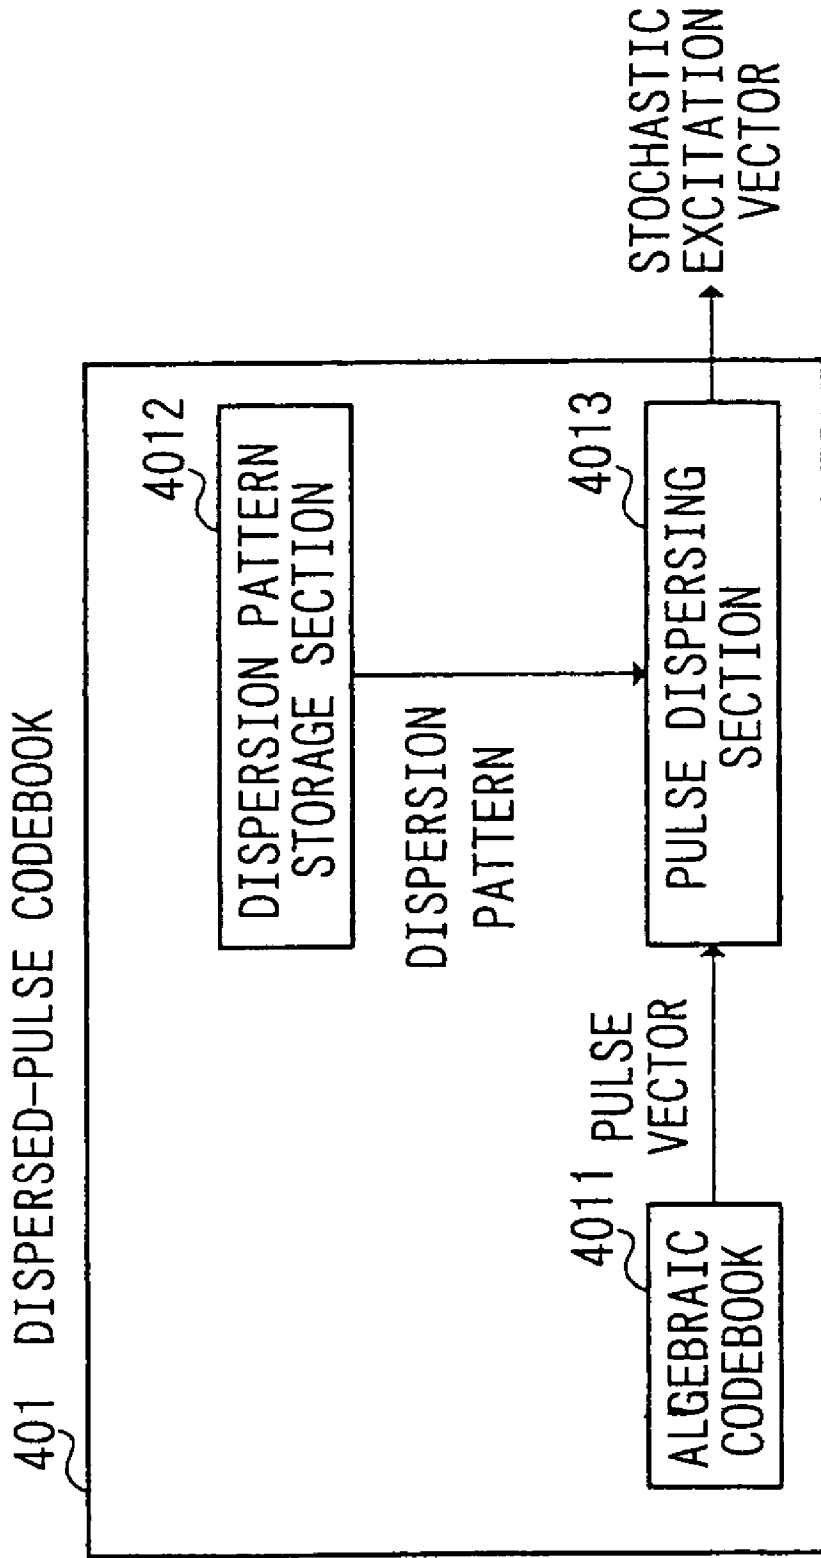 401 DISPERSED-PULSE CODEBOOK
4012
DISPERSION PATTERN
STORAGE SECTION
DISPERSION
PATTERN
4011
ALGEBRAIC
CODEBOOK
PULSE
VECTOR
4013
PULSE DISPERSING
SECTION
STOCHASTIC
EXCITATION
VECTOR